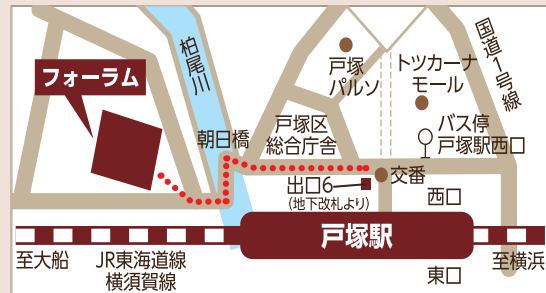 フォーラム
柏尾川
朝日橋
戸塚
パルソ
トツカーナ
モール
国道1号線
戸塚区
総合庁舎
バス停
戸塚駅西口
出口6
(地下改札より)
交番
西口
戸塚駅
至大船
JR東海道線
横須賀線
至横浜
東口